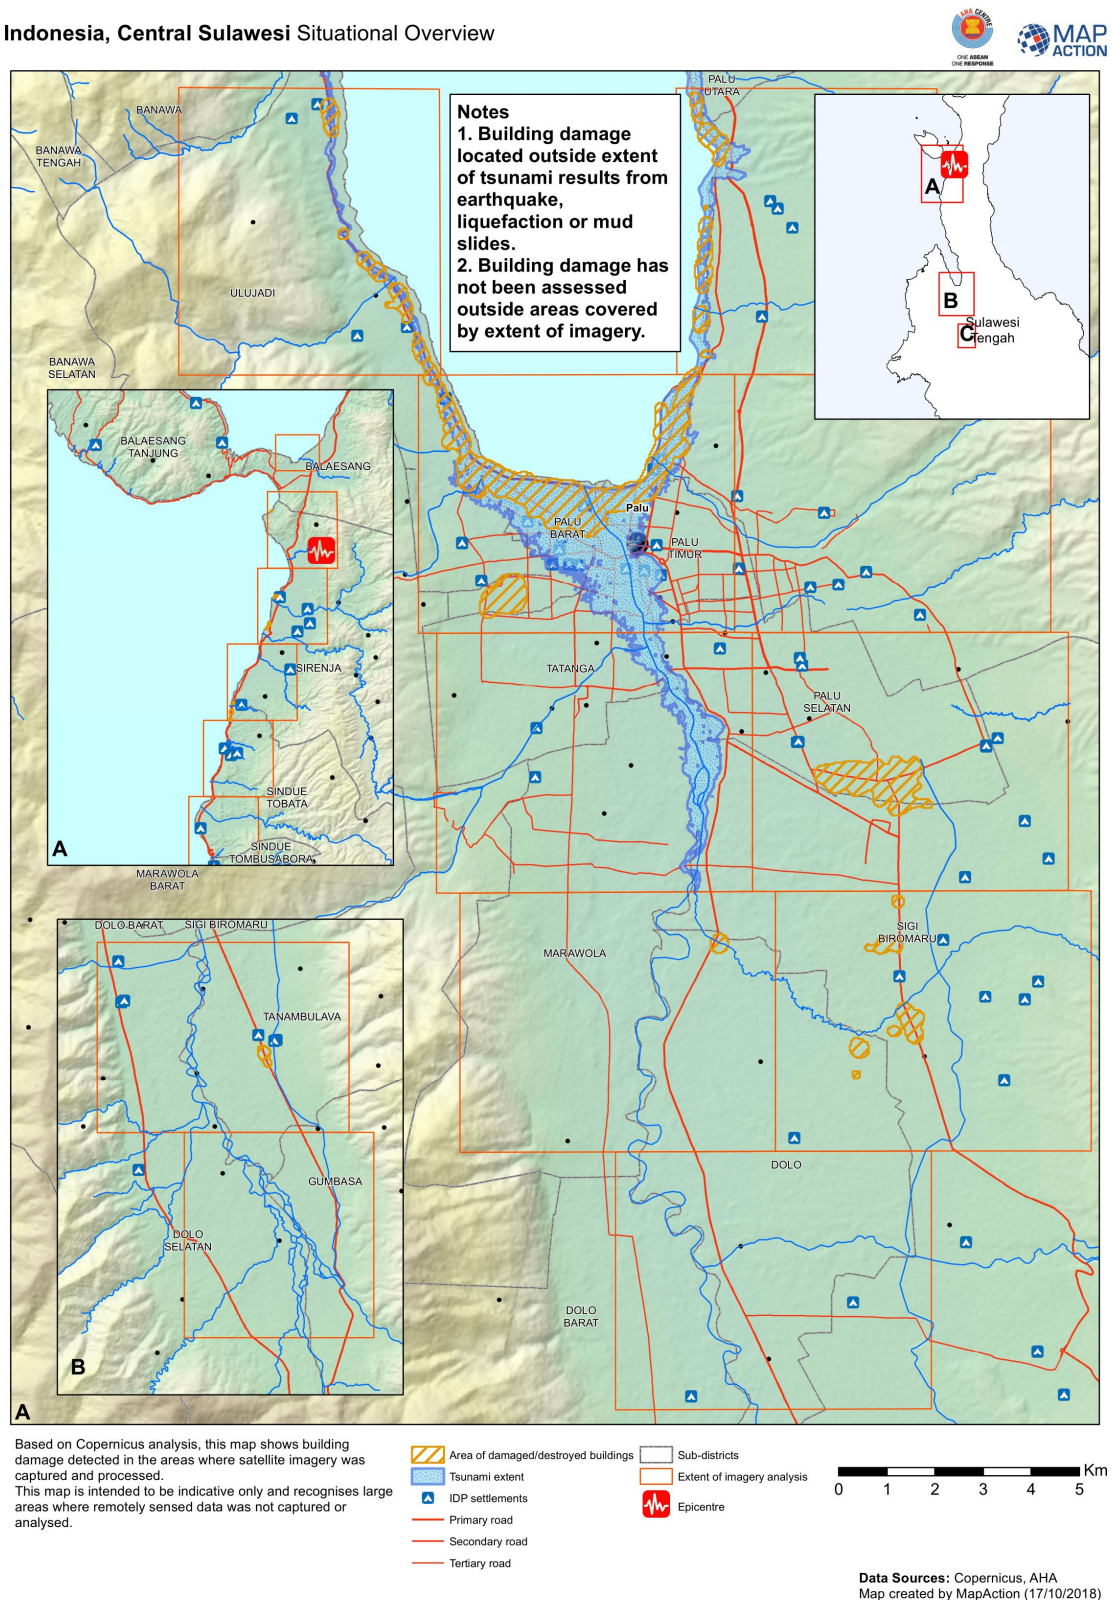 Indonesia, Central Sulawesi Situational Overview
AHA CENTRE
ONE ASEAN
ONE RESPONSE
MAP
ACTION
PALU
UTARA
BANAWA
BANAWA
TENGAH
Notes
1. Building damage
located outside extent
of tsunami results from
earthquake,
liquefaction or mud
slides.
2. Building damage has
not been assessed
outside areas covered
by extent of imagery.
A
B
C
Sulawesi
Tengah
ULUJADI
BANAWA
SELATAN
BALAESANG
TANJUNG
BALAESANG
SIRENJA
SINDUE
TOBATA
SINDUE
TOMBUSABORA
A
Palu
PALU
BARAT
PALU
TIMUR
TATANGA
PALU
SELATAN
MARAWOLA
BARAT
DOLO BARAT
SIGI BIROMARU
TANAMBULAVA
GUMBASA
DOLO
SELATAN
B
MARAWOLA
SIGI
BIROMARU
DOLO
DOLO
BARAT
A
Based on Copernicus analysis, this map shows building
damage detected in the areas where satellite imagery was
captured and processed.
This map is intended to be indicative only and recognises large
areas where remotely sensed data was not captured or
analysed.
Area of damaged/destroyed buildings
Tsunami extent
IDP settlements
Primary road
Secondary road
Tertiary road
Sub-districts
Extent of imagery analysis
Epicentre
Km
0 1 2 3 4 5
Data Sources: Copernicus, AHA
Map created by MapAction (17/10/2018)